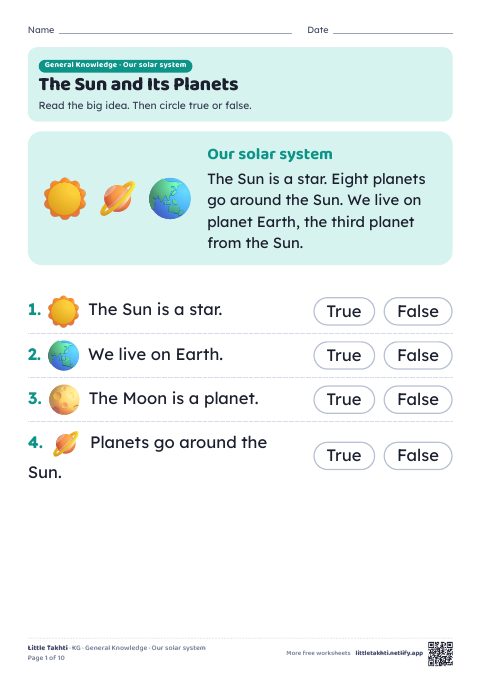 Name Date
General Knowledge · Our solar system
The Sun and Its Planets
Read the big idea. Then circle true or false.
Our solar system
The Sun is a star. Eight planets
go around the Sun. We live on
planet Earth, the third planet
from the Sun.
1. The Sun is a star. True False
2. We live on Earth. True False
3. The Moon is a planet. True False
4. Planets go around the
Sun. True False
Little Takhti · KG · General Knowledge · Our solar system
Page 1 of 10
More free worksheets · littletakhti.netlify.app